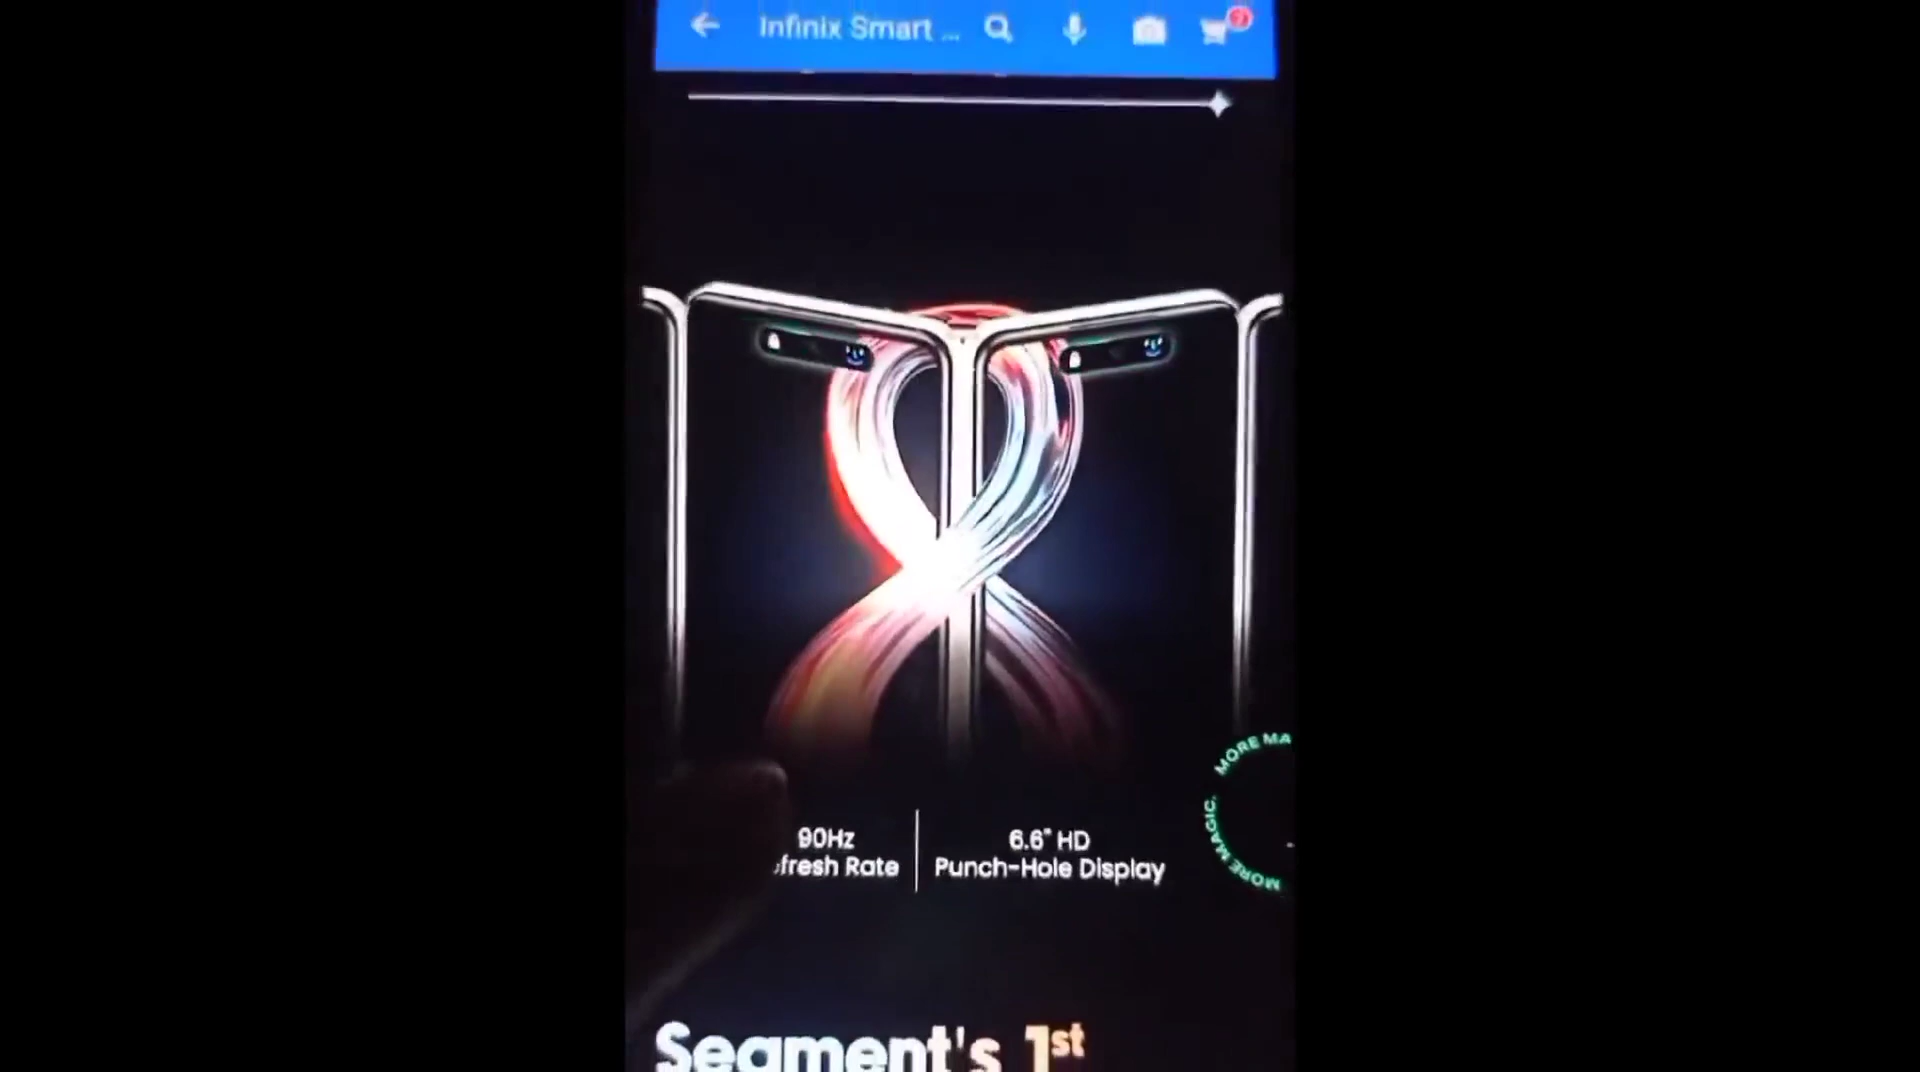 Infinix Smart ...
90Hz
fresh Rate
6.6" HD
Punch-Hole Display
MORE MA
MORE MAGIC.
Segment's 1st